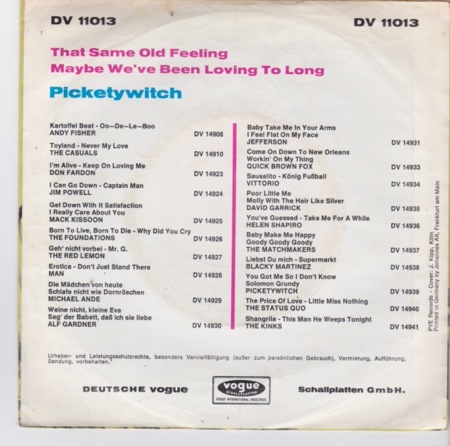 DV 11013
DV 11013
That Same Old Feeling
Maybe We've Been Loving To Long
Picketywitch
Kartoffel Beat - Oo-De-Lee-Boo
ANDY FISHER DV 14908
Toyland - Never My Love
THE CASUALS DV 14910
I'm Alive - Keep On Loving Me
DON FARDON DV 14923
I Can Go Down - Captain Man
JIM POWELL DV 14924
Get Down With It Satisfaction
I Really Care About You
MACK KISSOON DV 14925
Born To Live, Born To Die - Why Did You Cry
THE FOUNDATIONS DV 14926
Geh' nicht vorbei - Mr. G.
THE RED LEMON DV 14927
Erotica - Don't Just Stand There
MAN DV 14928
Die Mädchen von heute
Schlafe nicht wie Dornröschen
MICHAEL ANDE DV 14929
Weine nicht, kleine Eva
Sag' der Babett, daß ich sie liebe
ALF GARDNER DV 14930
Baby Take Me In Your Arms
I Feel Flat On My Face
JEFFERSON DV 14931
Come On Down To New Orleans
Workin' On My Thing
QUICK BROWN FOX DV 14933
Sausalito - König Fußball
VITTORIO DV 14934
Poor Little Me
Molly With The Hair Like Silver
DAVID GARRICK DV 14935
You've Guessed - Take Me For A While
HELEN SHAPIRO DV 14936
Baby Make Me Happy
Goody Goody Goody
THE MATCHMAKERS DV 14937
Liebst Du mich - Supermarkt
BLACKY MARTINEZ DV 14938
You Got Me So I Don't Know
Solomon Grundy
PICKETYWITCH DV 14939
The Price Of Love - Little Miss Nothing
THE STATUS QUO DV 14940
Shangrila - This Man He Weeps Tonight
THE KINKS DV 14941
PYE Records - Cover: J. Kipp, Köln
Printed in Germany by Johannes Alt, Frankfurt am Main
Urheber- und Leistungsschutzrechte, besonders Vervielfältigung (außer zum persönlichen Gebrauch), Vermietung, Aufführung,
Sendung, vorbehalten.
DEUTSCHE VOGUE
vogue
SCHALLPLATTEN
VOGUE INTERNATIONAL RECORDS
Schallplatten GmbH.